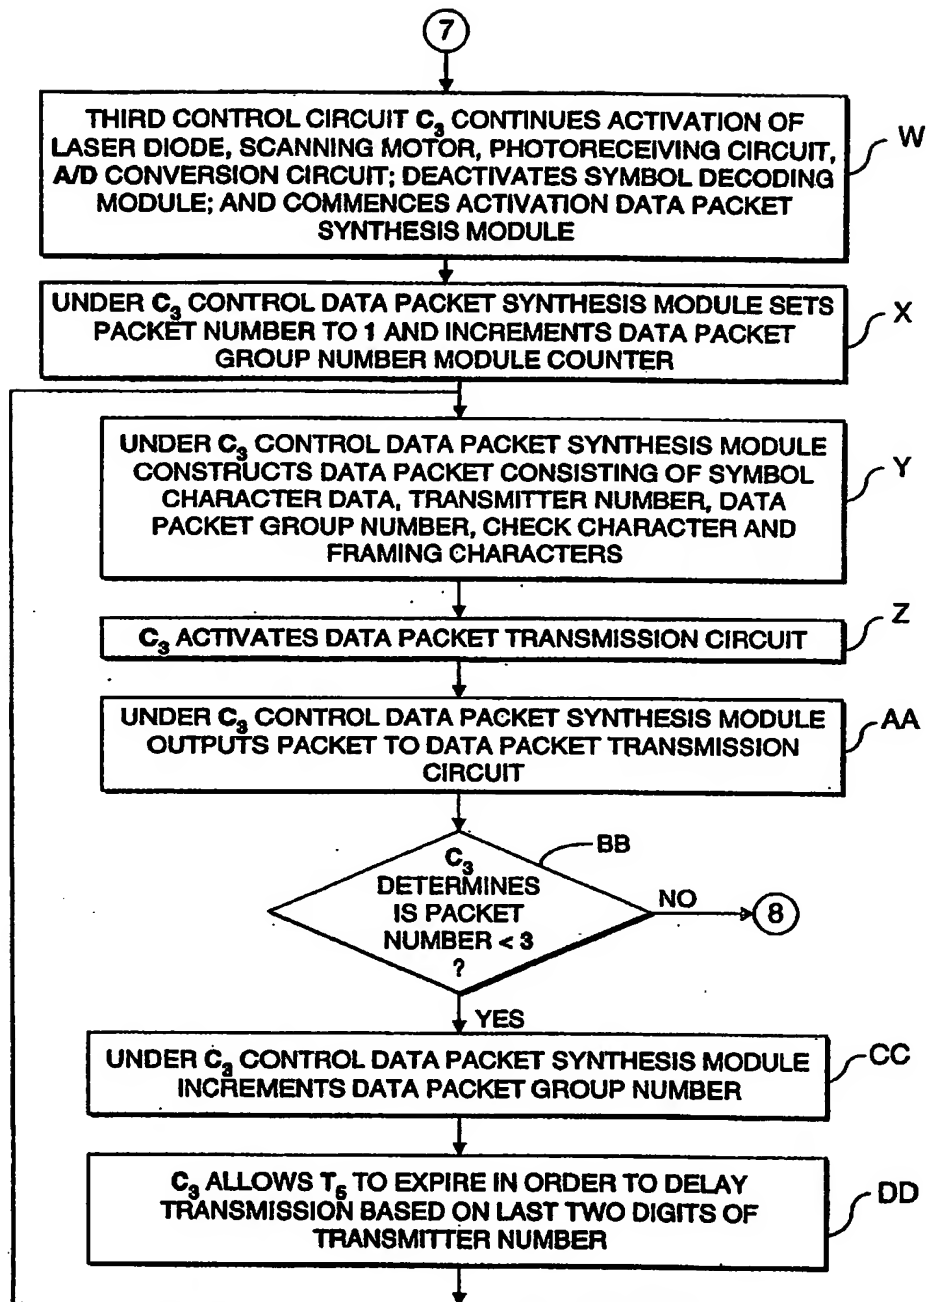 7
THIRD CONTROL CIRCUIT C3 CONTINUES ACTIVATION OF
LASER DIODE, SCANNING MOTOR, PHOTORECEIVING CIRCUIT,
A/D CONVERSION CIRCUIT; DEACTIVATES SYMBOL DECODING
MODULE; AND COMMENCES ACTIVATION DATA PACKET
SYNTHESIS MODULE
W
UNDER C3 CONTROL DATA PACKET SYNTHESIS MODULE SETS
PACKET NUMBER TO 1 AND INCREMENTS DATA PACKET
GROUP NUMBER MODULE COUNTER
X
UNDER C3 CONTROL DATA PACKET SYNTHESIS MODULE
CONSTRUCTS DATA PACKET CONSISTING OF SYMBOL
CHARACTER DATA, TRANSMITTER NUMBER, DATA
PACKET GROUP NUMBER, CHECK CHARACTER AND
FRAMING CHARACTERS
Y
C3 ACTIVATES DATA PACKET TRANSMISSION CIRCUIT
Z
UNDER C3 CONTROL DATA PACKET SYNTHESIS MODULE
OUTPUTS PACKET TO DATA PACKET TRANSMISSION
CIRCUIT
AA
C3
DETERMINES
IS PACKET
NUMBER < 3
?
BB
NO
8
YES
UNDER C3 CONTROL DATA PACKET SYNTHESIS MODULE
INCREMENTS DATA PACKET GROUP NUMBER
CC
C3 ALLOWS T5 TO EXPIRE IN ORDER TO DELAY
TRANSMISSION BASED ON LAST TWO DIGITS OF
TRANSMITTER NUMBER
DD